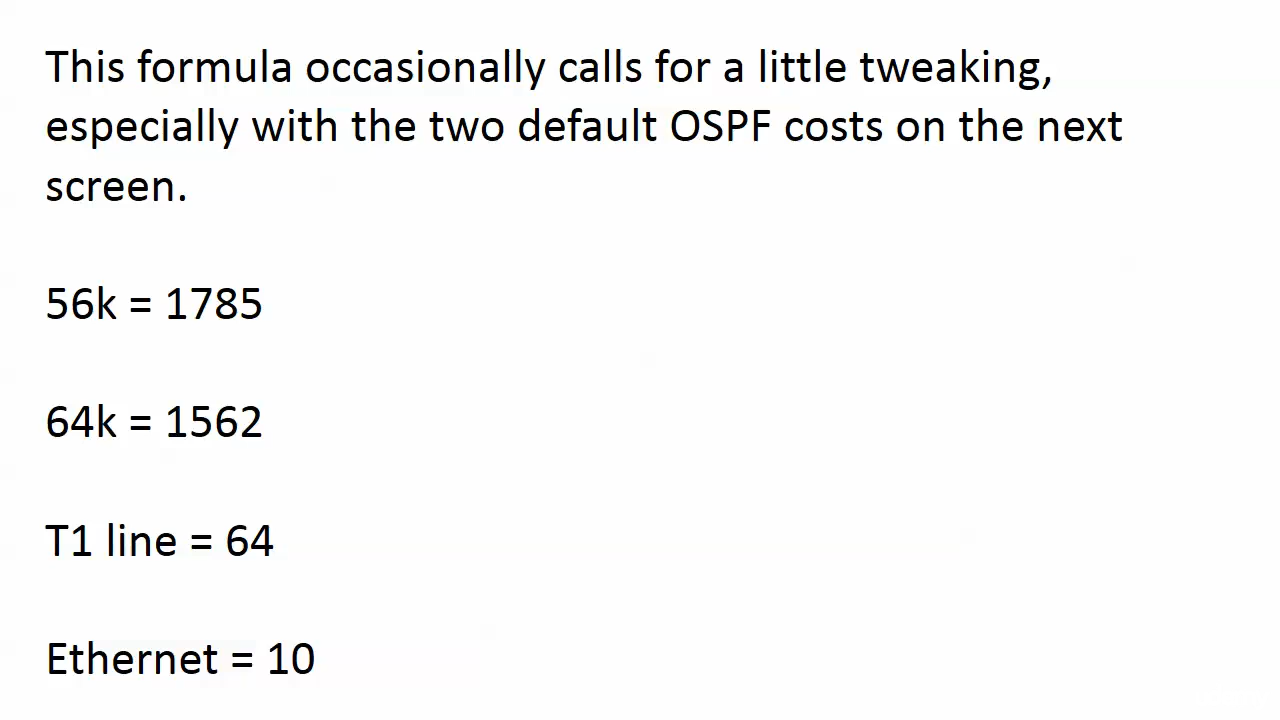 This formula occasionally calls for a little tweaking,
especially with the two default OSPF costs on the next
screen.
56k = 1785
64k = 1562
T1 line = 64
Ethernet = 10